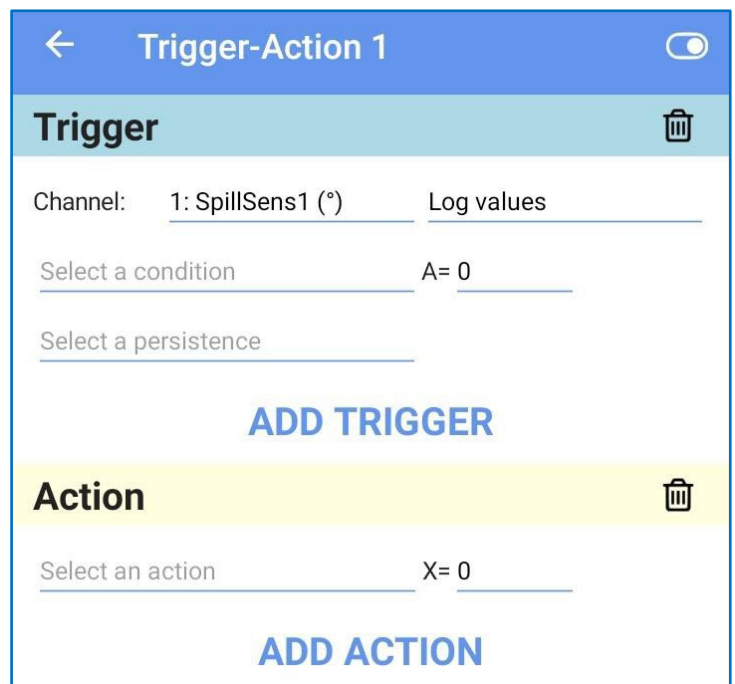 Trigger-Action 1
Trigger
Channel: 1: SpillSens1 (°) Log values
Select a condition A= 0
Select a persistence
ADD TRIGGER
Action
Select an action X= 0
ADD ACTION